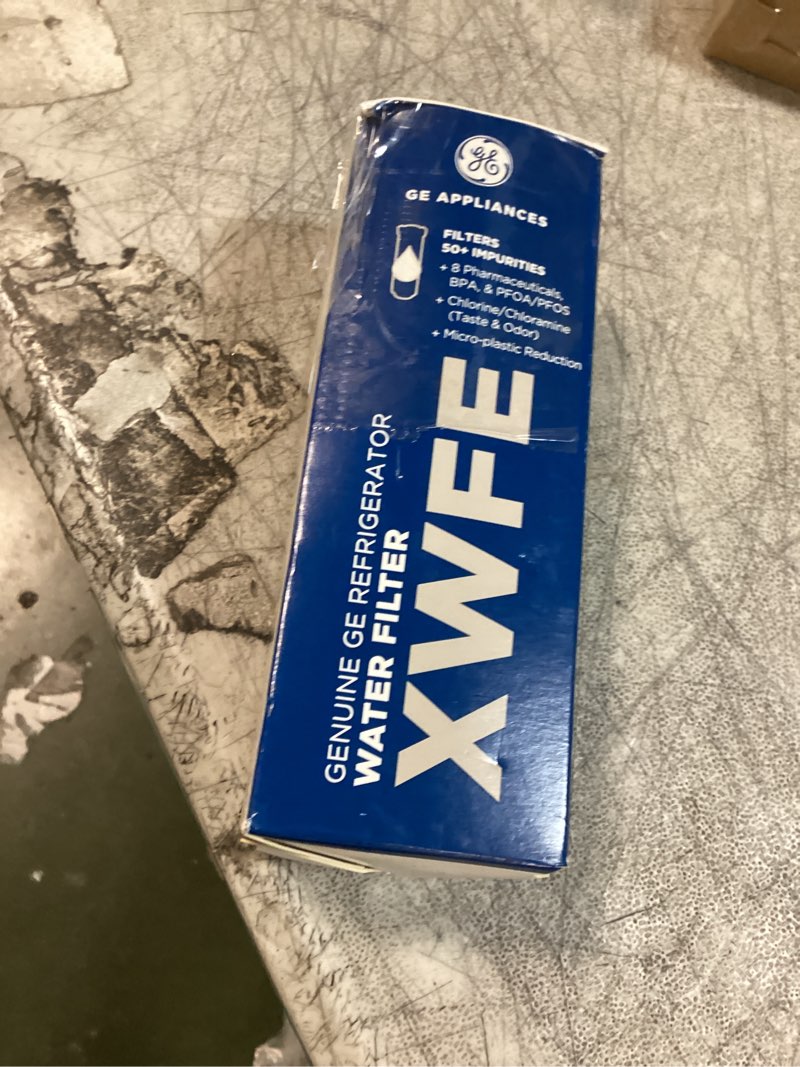 GE
GE APPLIANCES
FILTERS
50+ IMPURITIES
+ 8 Pharmaceuticals,
BPA, & PFOA/PFOS
+ Chlorine/Chloramine
(Taste & Odor)
+ Micro-plastic Reduction
GENUINE GE REFRIGERATOR
WATER FILTER
XWFE